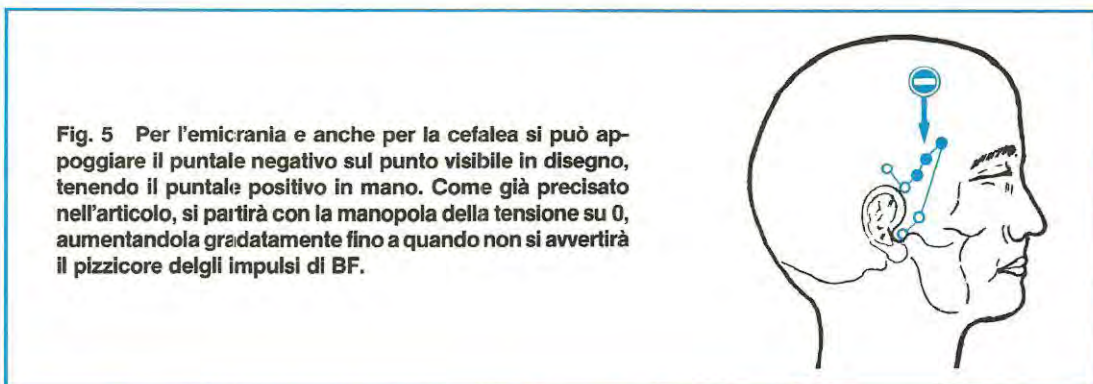 Fig. 5 Per l'emicrania e anche per la cefalea si può ap-
poggiare il puntale negativo sul punto visibile in disegno,
tenendo il puntale positivo in mano. Come già precisato
nell'articolo, si partirà con la manopola della tensione su 0,
aumentandola gradatamente fino a quando non si avvertirà
il pizzicore delgli impulsi di BF.